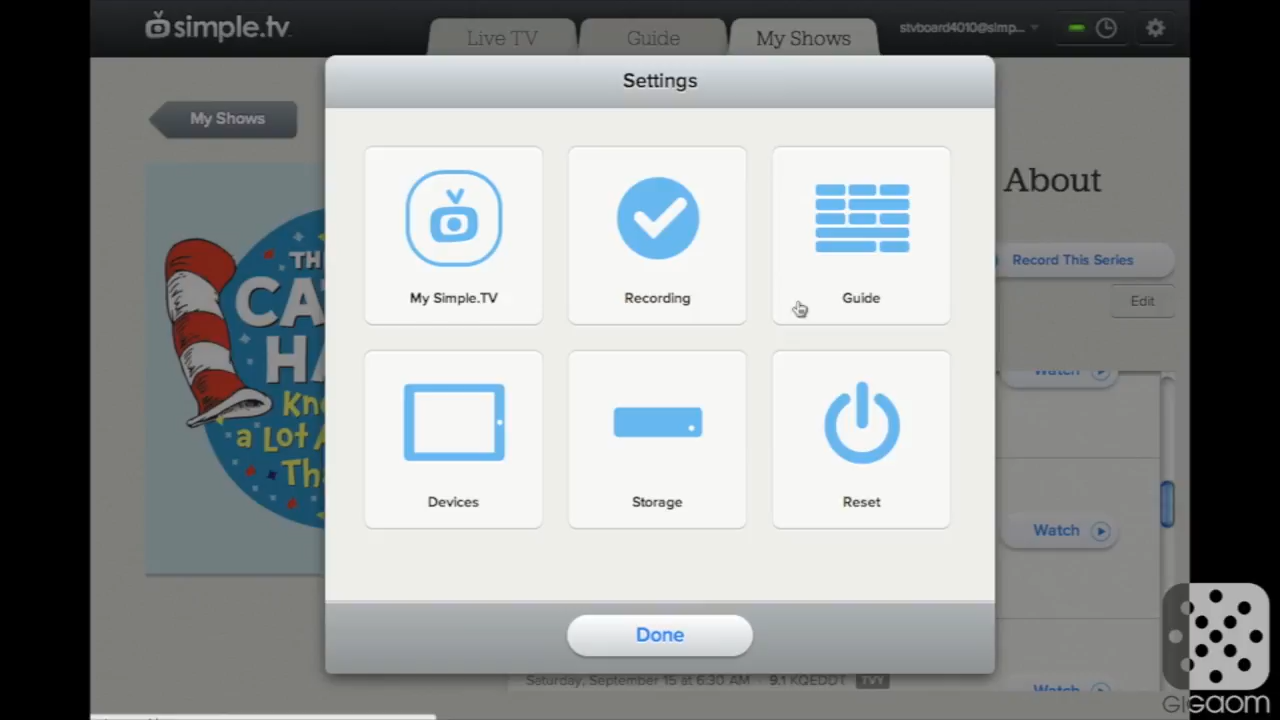 simple.tv
Live TV
Guide
My Shows
stvboard4010@simp...
Settings
My Shows
About
Record This Series
Edit
My Simple.TV
Recording
Guide
Devices
Storage
Reset
Watch
Watch
Watch
Done
Saturday, September 15 at 6:30 AM - 9.1 KQEDDT TVY
GIGAOM